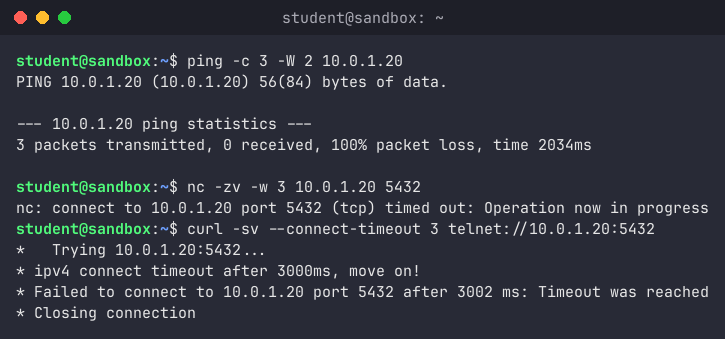 student@sandbox: ~
student@sandbox:~$ ping -c 3 -W 2 10.0.1.20
PING 10.0.1.20 (10.0.1.20) 56(84) bytes of data.
--- 10.0.1.20 ping statistics ---
3 packets transmitted, 0 received, 100% packet loss, time 2034ms
student@sandbox:~$ nc -zv -w 3 10.0.1.20 5432
nc: connect to 10.0.1.20 port 5432 (tcp) timed out: Operation now in progress
student@sandbox:~$ curl -sv --connect-timeout 3 telnet://10.0.1.20:5432
*   Trying 10.0.1.20:5432...
* ipv4 connect timeout after 3000ms, move on!
* Failed to connect to 10.0.1.20 port 5432 after 3002 ms: Timeout was reached
* Closing connection